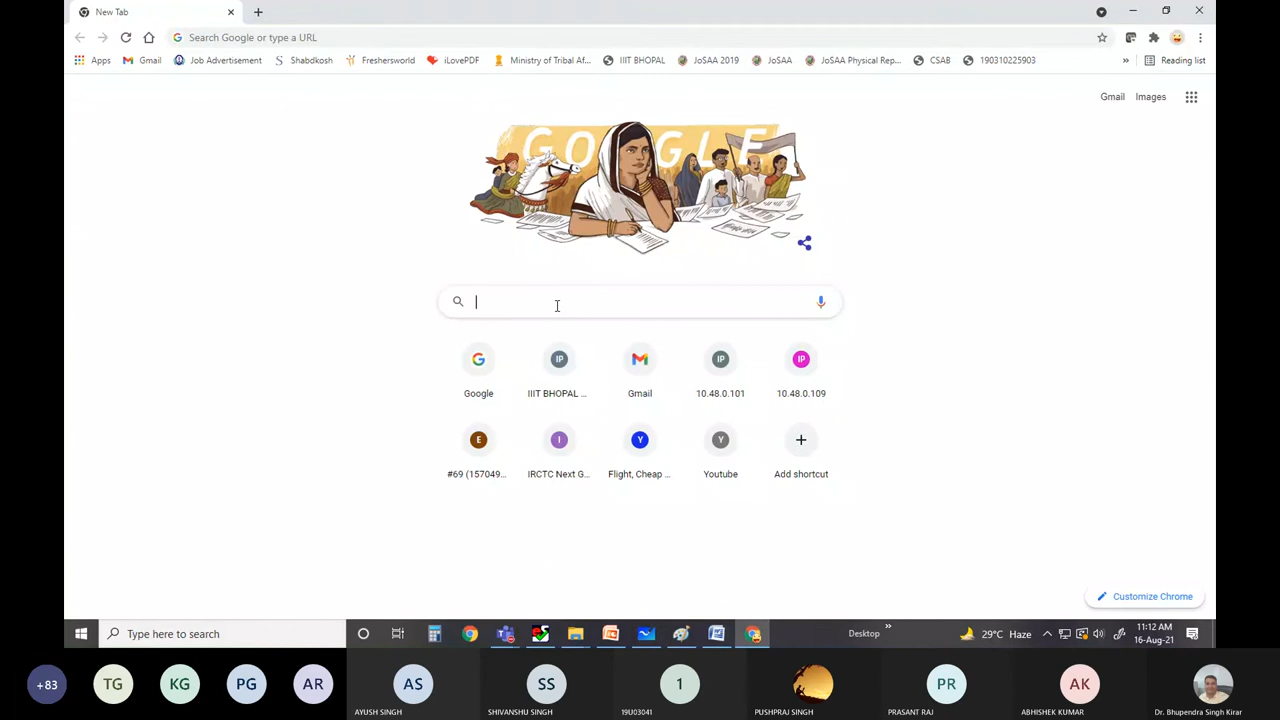 New Tab
Search Google or type a URL
Apps Gmail Job Advertisement Shabdkosh Freshersworld iLovePDF Ministry of Tribal Af... IIIT BHOPAL JoSAA 2019 JoSAA JoSAA Physical Rep... CSAB 190310225903 » Reading list
Gmail Images
GOOGLE
Google IIIT BHOPAL ... Gmail 10.48.0.101 10.48.0.109
IP IP IP
E I Y Y
#69 (157049... IRCTC Next G... Flight, Cheap ... Youtube Add shortcut
Customize Chrome
Type here to search Desktop » 29°C Haze 11:12 AM
16-Aug-21
+83 TG KG PG AR AS SS 1 PR AK
AYUSH SINGH SHIVANSHU SINGH 19U03041 PUSHPRAJ SINGH PRASANT RAJ ABHISHEK KUMAR Dr. Bhupendra Singh Kirar